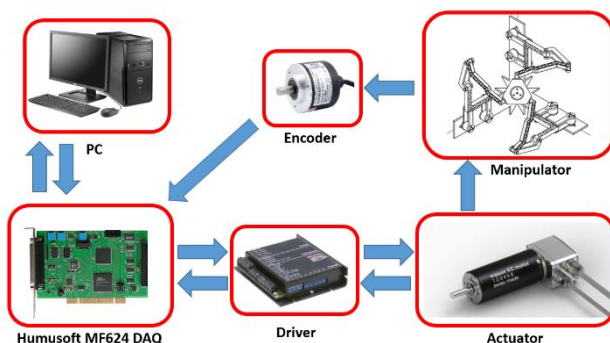 PC
Encoder
Manipulator
Humusoft MF624 DAQ
Driver
Actuator